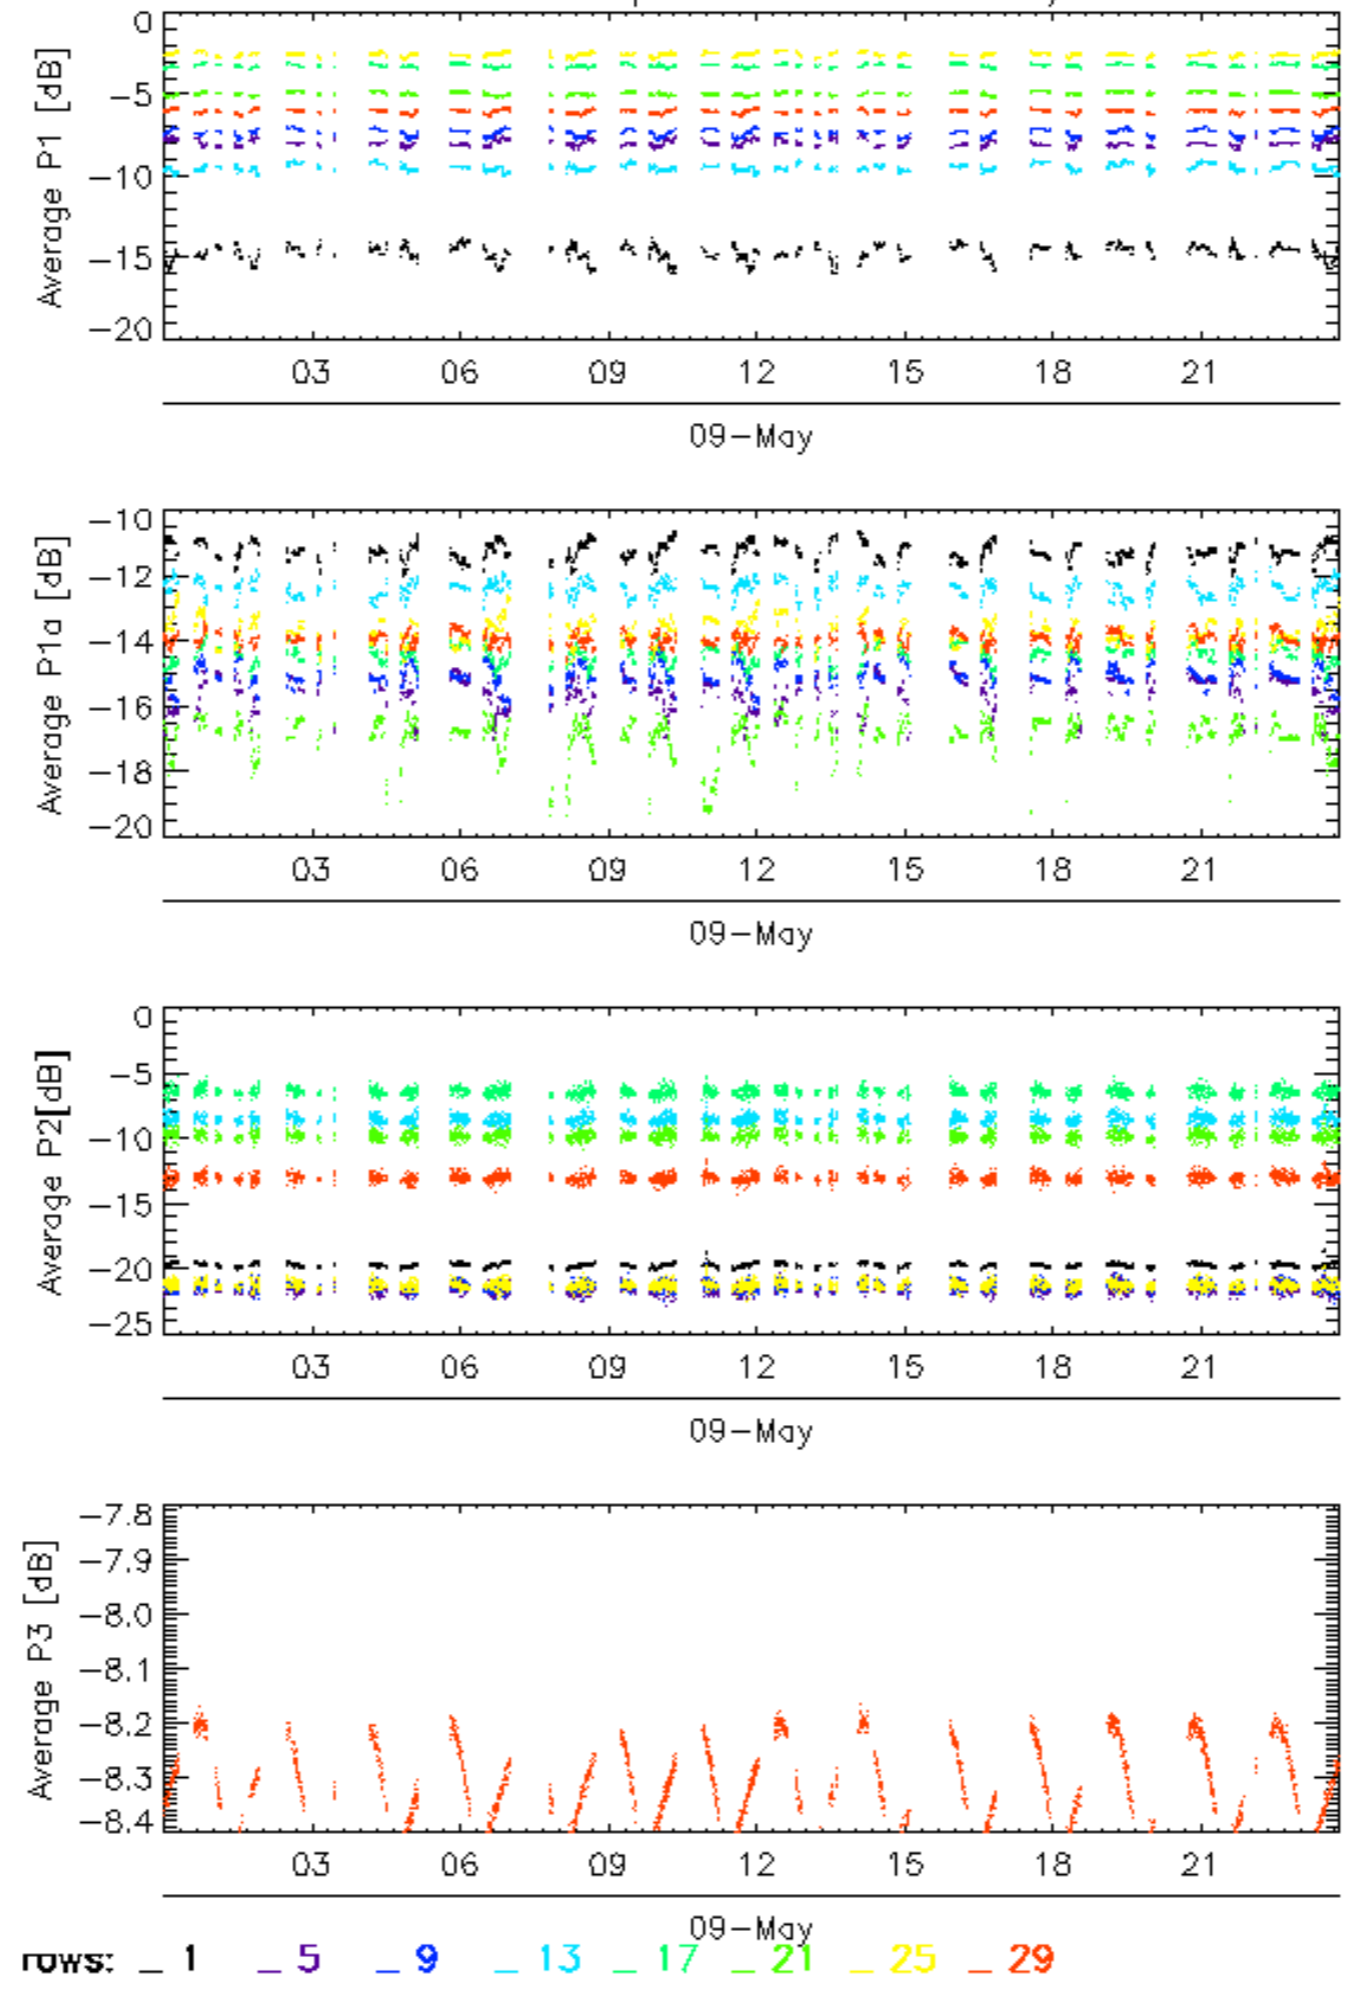 0
−5
−10
−15
−20
Average P1 [dB]
03 06 09 12 15 18 21
09−May
−10
−12
−14
−16
−18
−20
Average P1a [dB]
03 06 09 12 15 18 21
09−May
0
−5
−10
−15
−20
−25
Average P2[dB]
03 06 09 12 15 18 21
09−May
−7.8
−7.9
−8.0
−8.1
−8.2
−8.3
−8.4
Average P3 [dB]
03 06 09 12 15 18 21
09−May
rows: _ 1 _ 5 _ 9 _ 13 _ 17 _ 21 _ 25 _ 29